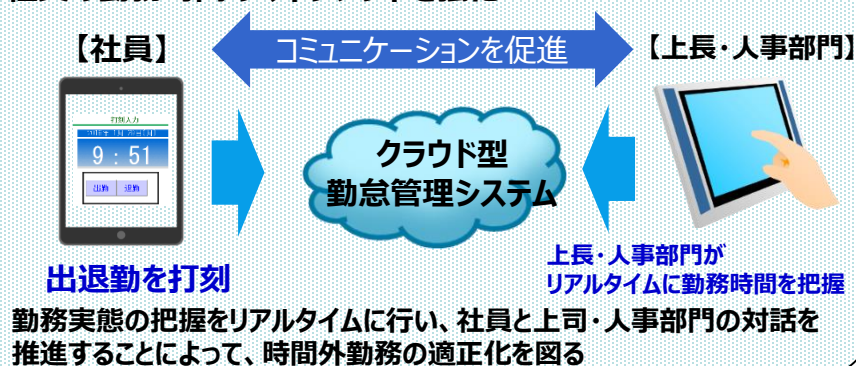 【社員】
コミュニケーションを促進
【上長・人事部門】
打刻入力
9:51
出勤 退勤
クラウド型
勤怠管理システム
出退勤を打刻
上長・人事部門が
リアルタイムに勤務時間を把握
勤務実態の把握をリアルタイムに行い、社員と上司・人事部門の対話を
推進することによって、時間外勤務の適正化を図る